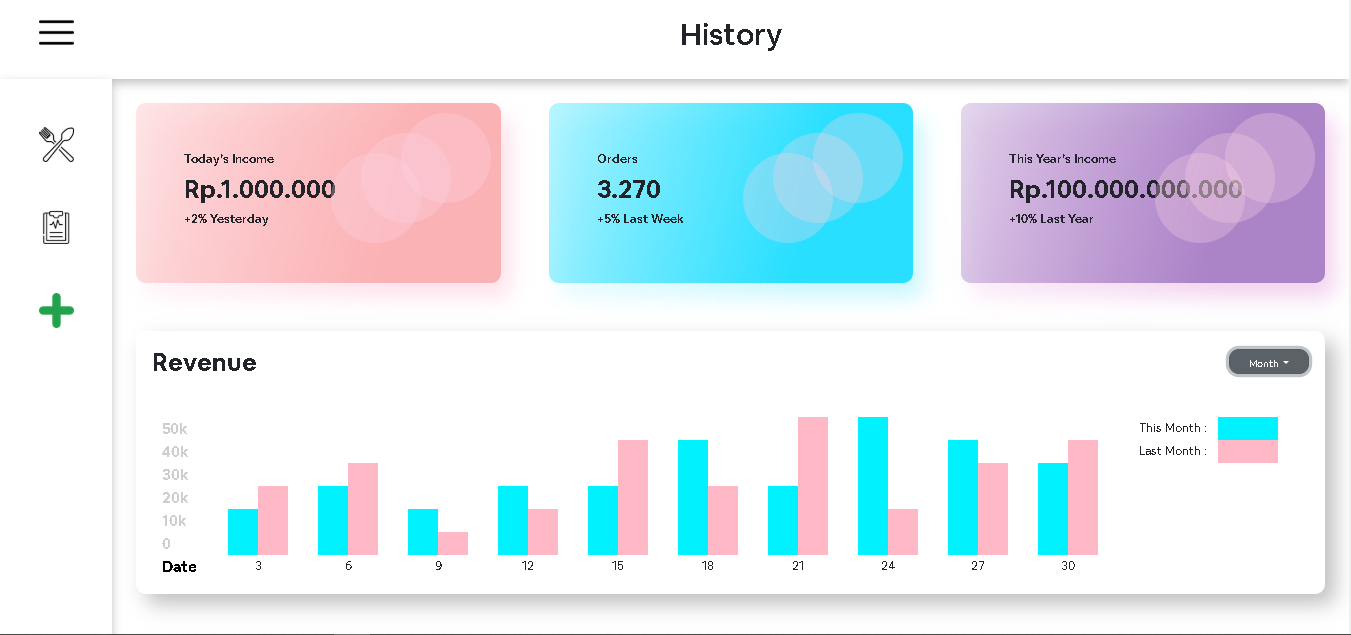 History
Today's Income
Rp.1.000.000
+2% Yesterday
Orders
3.270
+5% Last Week
This Year's Income
Rp.100.000.000.000
+10% Last Year
Revenue
Month
50k
40k
30k
20k
10k
0
Date 3 6 9 12 15 18 21 24 27 30
This Month :
Last Month :